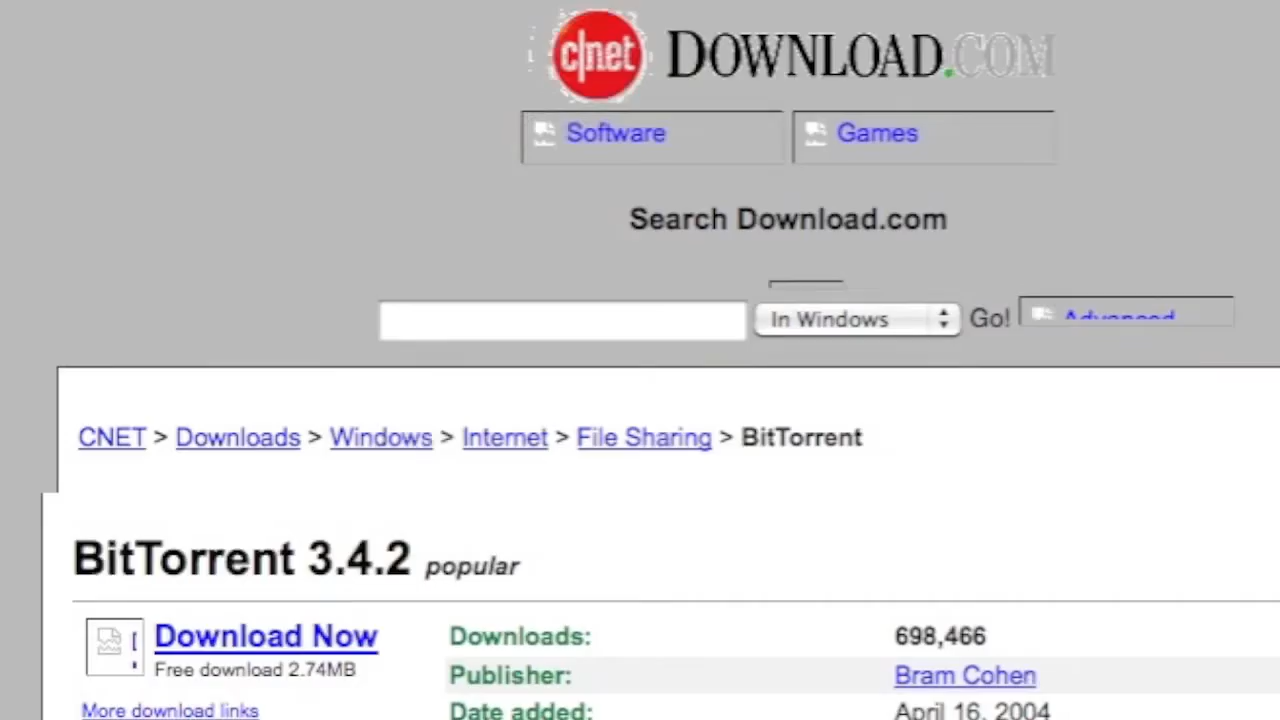 c|net DOWNLOAD.COM
Software Games
Search Download.com
In Windows Go! Advanced
CNET > Downloads > Windows > Internet > File Sharing > BitTorrent
BitTorrent 3.4.2 popular
Download Now Downloads: 698,466
Free download 2.74MB Publisher: Bram Cohen
More download links Date added: April 16, 2004